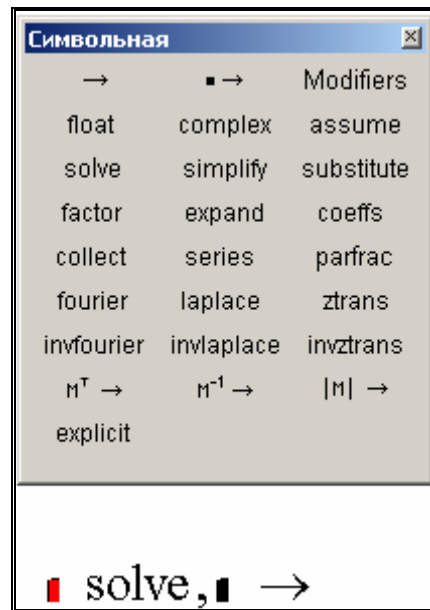 Символьная
→ ▪ → Modifiers
float complex assume
solve simplify substitute
factor expand coeffs
collect series parfrac
fourier laplace ztrans
invfourier invlaplace invztrans
Mᵀ → M⁻¹ → |M| →
explicit
▪ solve,▪ →